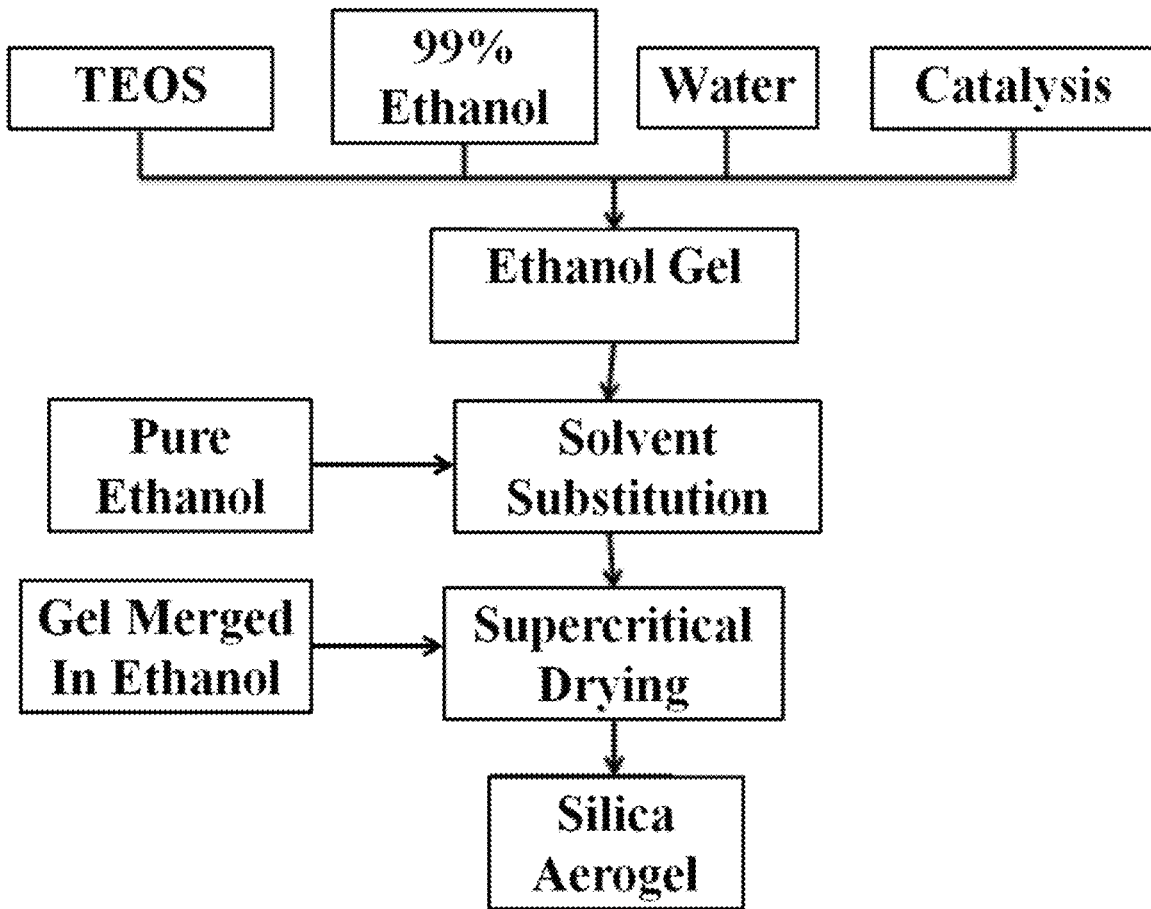 TEOS
99%
Ethanol
Water
Catalysis
Ethanol Gel
Pure
Ethanol
Solvent
Substitution
Gel Merged
In Ethanol
Supercritical
Drying
Silica
Aerogel